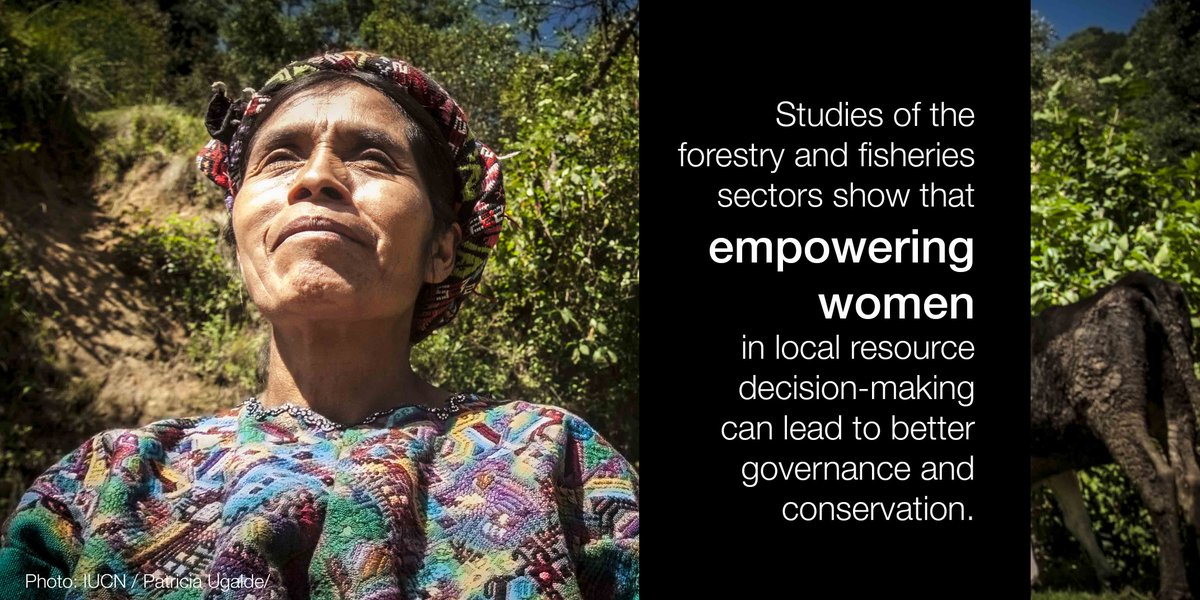 Studies of the
forestry and fisheries
sectors show that
empowering
women
in local resource
decision-making
can lead to better
governance and
conservation.
Photo: IUCN / Patricia Ugalde/